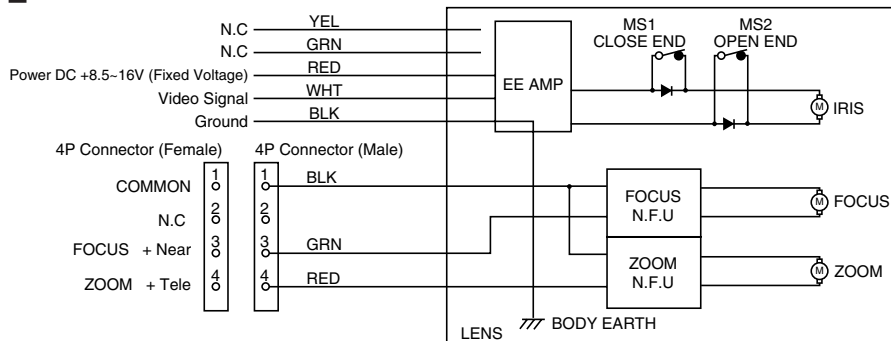 N.C YEL
N.C GRN
Power DC +8.5~16V (Fixed Voltage) RED
Video Signal WHT
Ground BLK
EE AMP
MS1
CLOSE END
MS2
OPEN END
M IRIS
4P Connector (Female) 4P Connector (Male)
COMMON 1 1 BLK
N.C 2 2
FOCUS + Near 3 3 GRN
ZOOM + Tele 4 4 RED
FOCUS
N.F.U
M FOCUS
ZOOM
N.F.U
M ZOOM
LENS
BODY EARTH